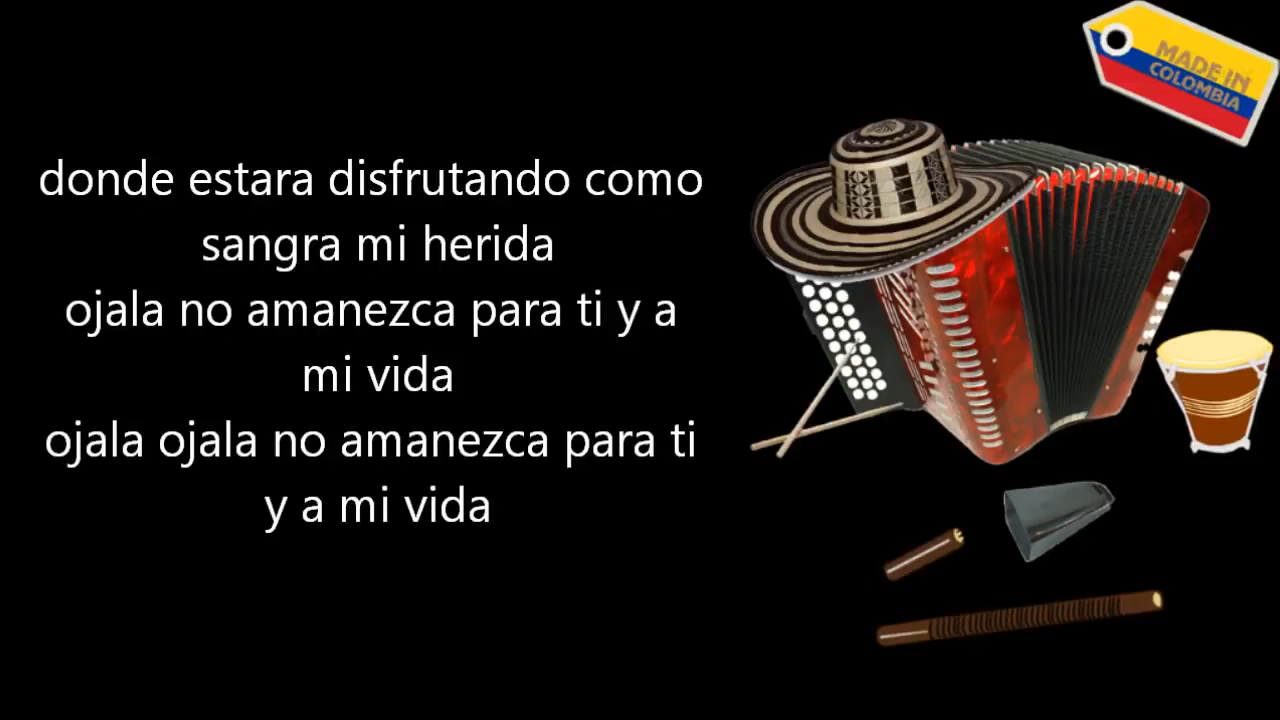 donde estara disfrutando como
sangra mi herida
ojala no amanezca para ti y a
mi vida
ojala ojala no amanezca para ti
y a mi vida
MADE IN
COLOMBIA